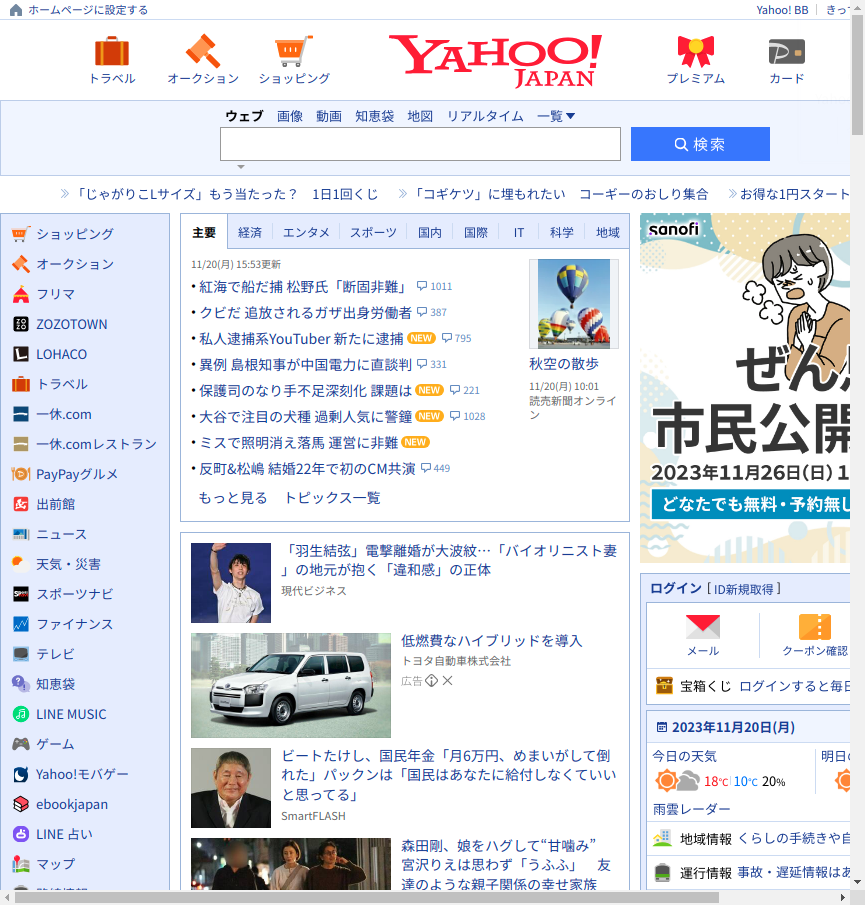 ホームページに設定する
Yahoo! BB
トラベル
オークション
ショッピング
YAHOO!
JAPAN
プレミアム
カード
ウェブ 画像 動画 知恵袋 地図 リアルタイム 一覧
検索
「じゃがりこLサイズ」もう当たった？ 1日1回くじ
「コギケツ」に埋もれたい コーギーのおしり集合
お得な1円スタート
ショッピング
オークション
フリマ
ZOZOTOWN
LOHACO
トラベル
一休.com
一休.comレストラン
PayPayグルメ
出前館
ニュース
天気・災害
スポーツナビ
ファイナンス
テレビ
知恵袋
LINE MUSIC
ゲーム
Yahoo!モバゲー
ebookjapan
LINE 占い
マップ
主要 経済 エンタメ スポーツ 国内 国際 IT 科学 地域
11/20(月) 15:53更新
紅海で船だ捕 松野氏「断固非難」 1011
クビだ 追放されるガザ出身労働者 387
私人逮捕系YouTuber 新たに逮捕 NEW 795
異例 島根知事が中国電力に直談判 331
保護司のなり手不足深刻化 課題は NEW 221
大谷で注目の犬種 過剰人気に警鐘 NEW 1028
ミスで照明消え落馬 運営に非難 NEW
反町&松嶋 結婚22年で初のCM共演 449
もっと見る トピックス一覧
秋空の散歩
11/20(月) 10:01
読売新聞オンライ
ン
「羽生結弦」電撃離婚が大波紋…「バイオリニスト妻
」の地元が抱く「違和感」の正体
現代ビジネス
低燃費なハイブリッドを導入
トヨタ自動車株式会社
広告
ビートたけし、国民年金「月6万円、めまいがして倒
れた」パックンは「国民はあなたに給付しなくていい
と思ってる」
SmartFLASH
森田剛、娘をハグして“甘噛み”
宮沢りえは思わず「うふふ」 友
達のような親子関係の幸せ家族
sanofi
ぜん
市民公開
2023年11月26日(日) 1
どなたでも無料・予約無し
ログイン [ ID新規取得 ]
メール
クーポン確認
宝箱くじ ログインすると毎日
2023年11月20日(月)
今日の天気
明日の
18℃ 10℃ 20%
雨雲レーダー
地域情報 くらしの手続きや自
運行情報 事故・遅延情報はあ